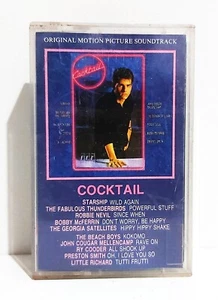 ORIGINAL MOTION PICTURE SOUNDTRACK
Cocktail
COCKTAIL
STARSHIP WILD AGAIN
THE FABULOUS THUNDERBIRDS POWERFUL STUFF
ROBBIE NEVIL SINCE WHEN
BOBBY McFERRIN DON'T WORRY, BE HAPPY
THE GEORGIA SATELLITES HIPPY HIPPY SHAKE
THE BEACH BOYS KOKOMO
JOHN COUGAR MELLENCAMP RAVE ON
RY COODER ALL SHOOK UP
PRESTON SMITH OH, I LOVE YOU SO
LITTLE RICHARD TUTTI FRUTTI